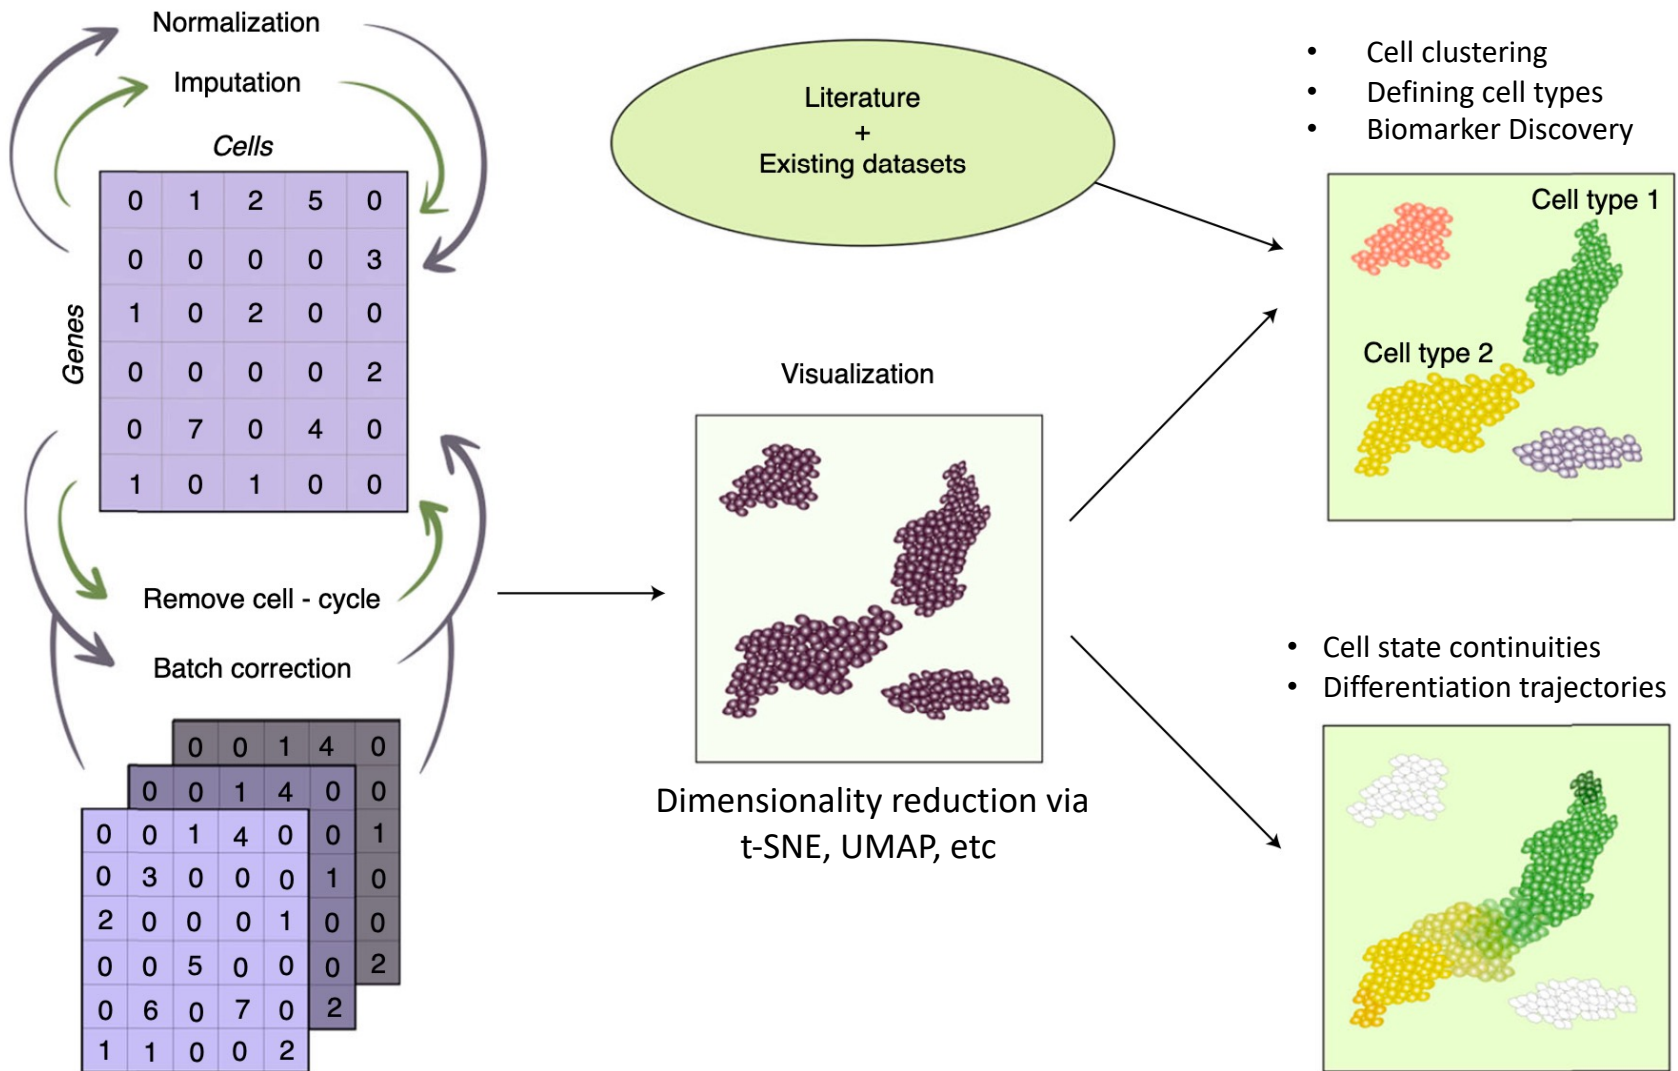 Normalization
Imputation
Cells
Genes
0 1 2 5 0
0 0 0 0 3
1 0 2 0 0
0 0 0 0 2
0 7 0 4 0
1 0 1 0 0
Remove cell - cycle
Batch correction
0 0 1 4 0
0 0 1 4 0 0
0 0 1 4 0 0 1
0 3 0 0 0 1 0
2 0 0 0 1 0 0
0 0 5 0 0 0 2
0 6 0 7 0 2
1 1 0 0 2
Literature
+
Existing datasets
Visualization
Dimensionality reduction via
t-SNE, UMAP, etc
• Cell clustering
• Defining cell types
• Biomarker Discovery
Cell type 1
Cell type 2
• Cell state continuities
• Differentiation trajectories